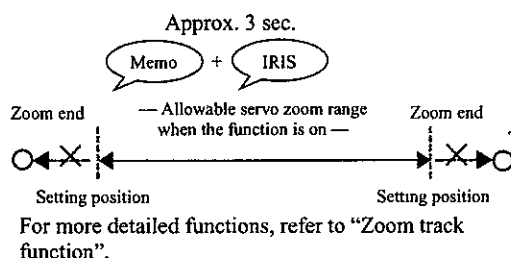 Approx. 3 sec.
Memo + IRIS
Zoom end
— Allowable servo zoom range
when the function is on —
Zoom end
Setting position
Setting position
For more detailed functions, refer to “Zoom track
function”.